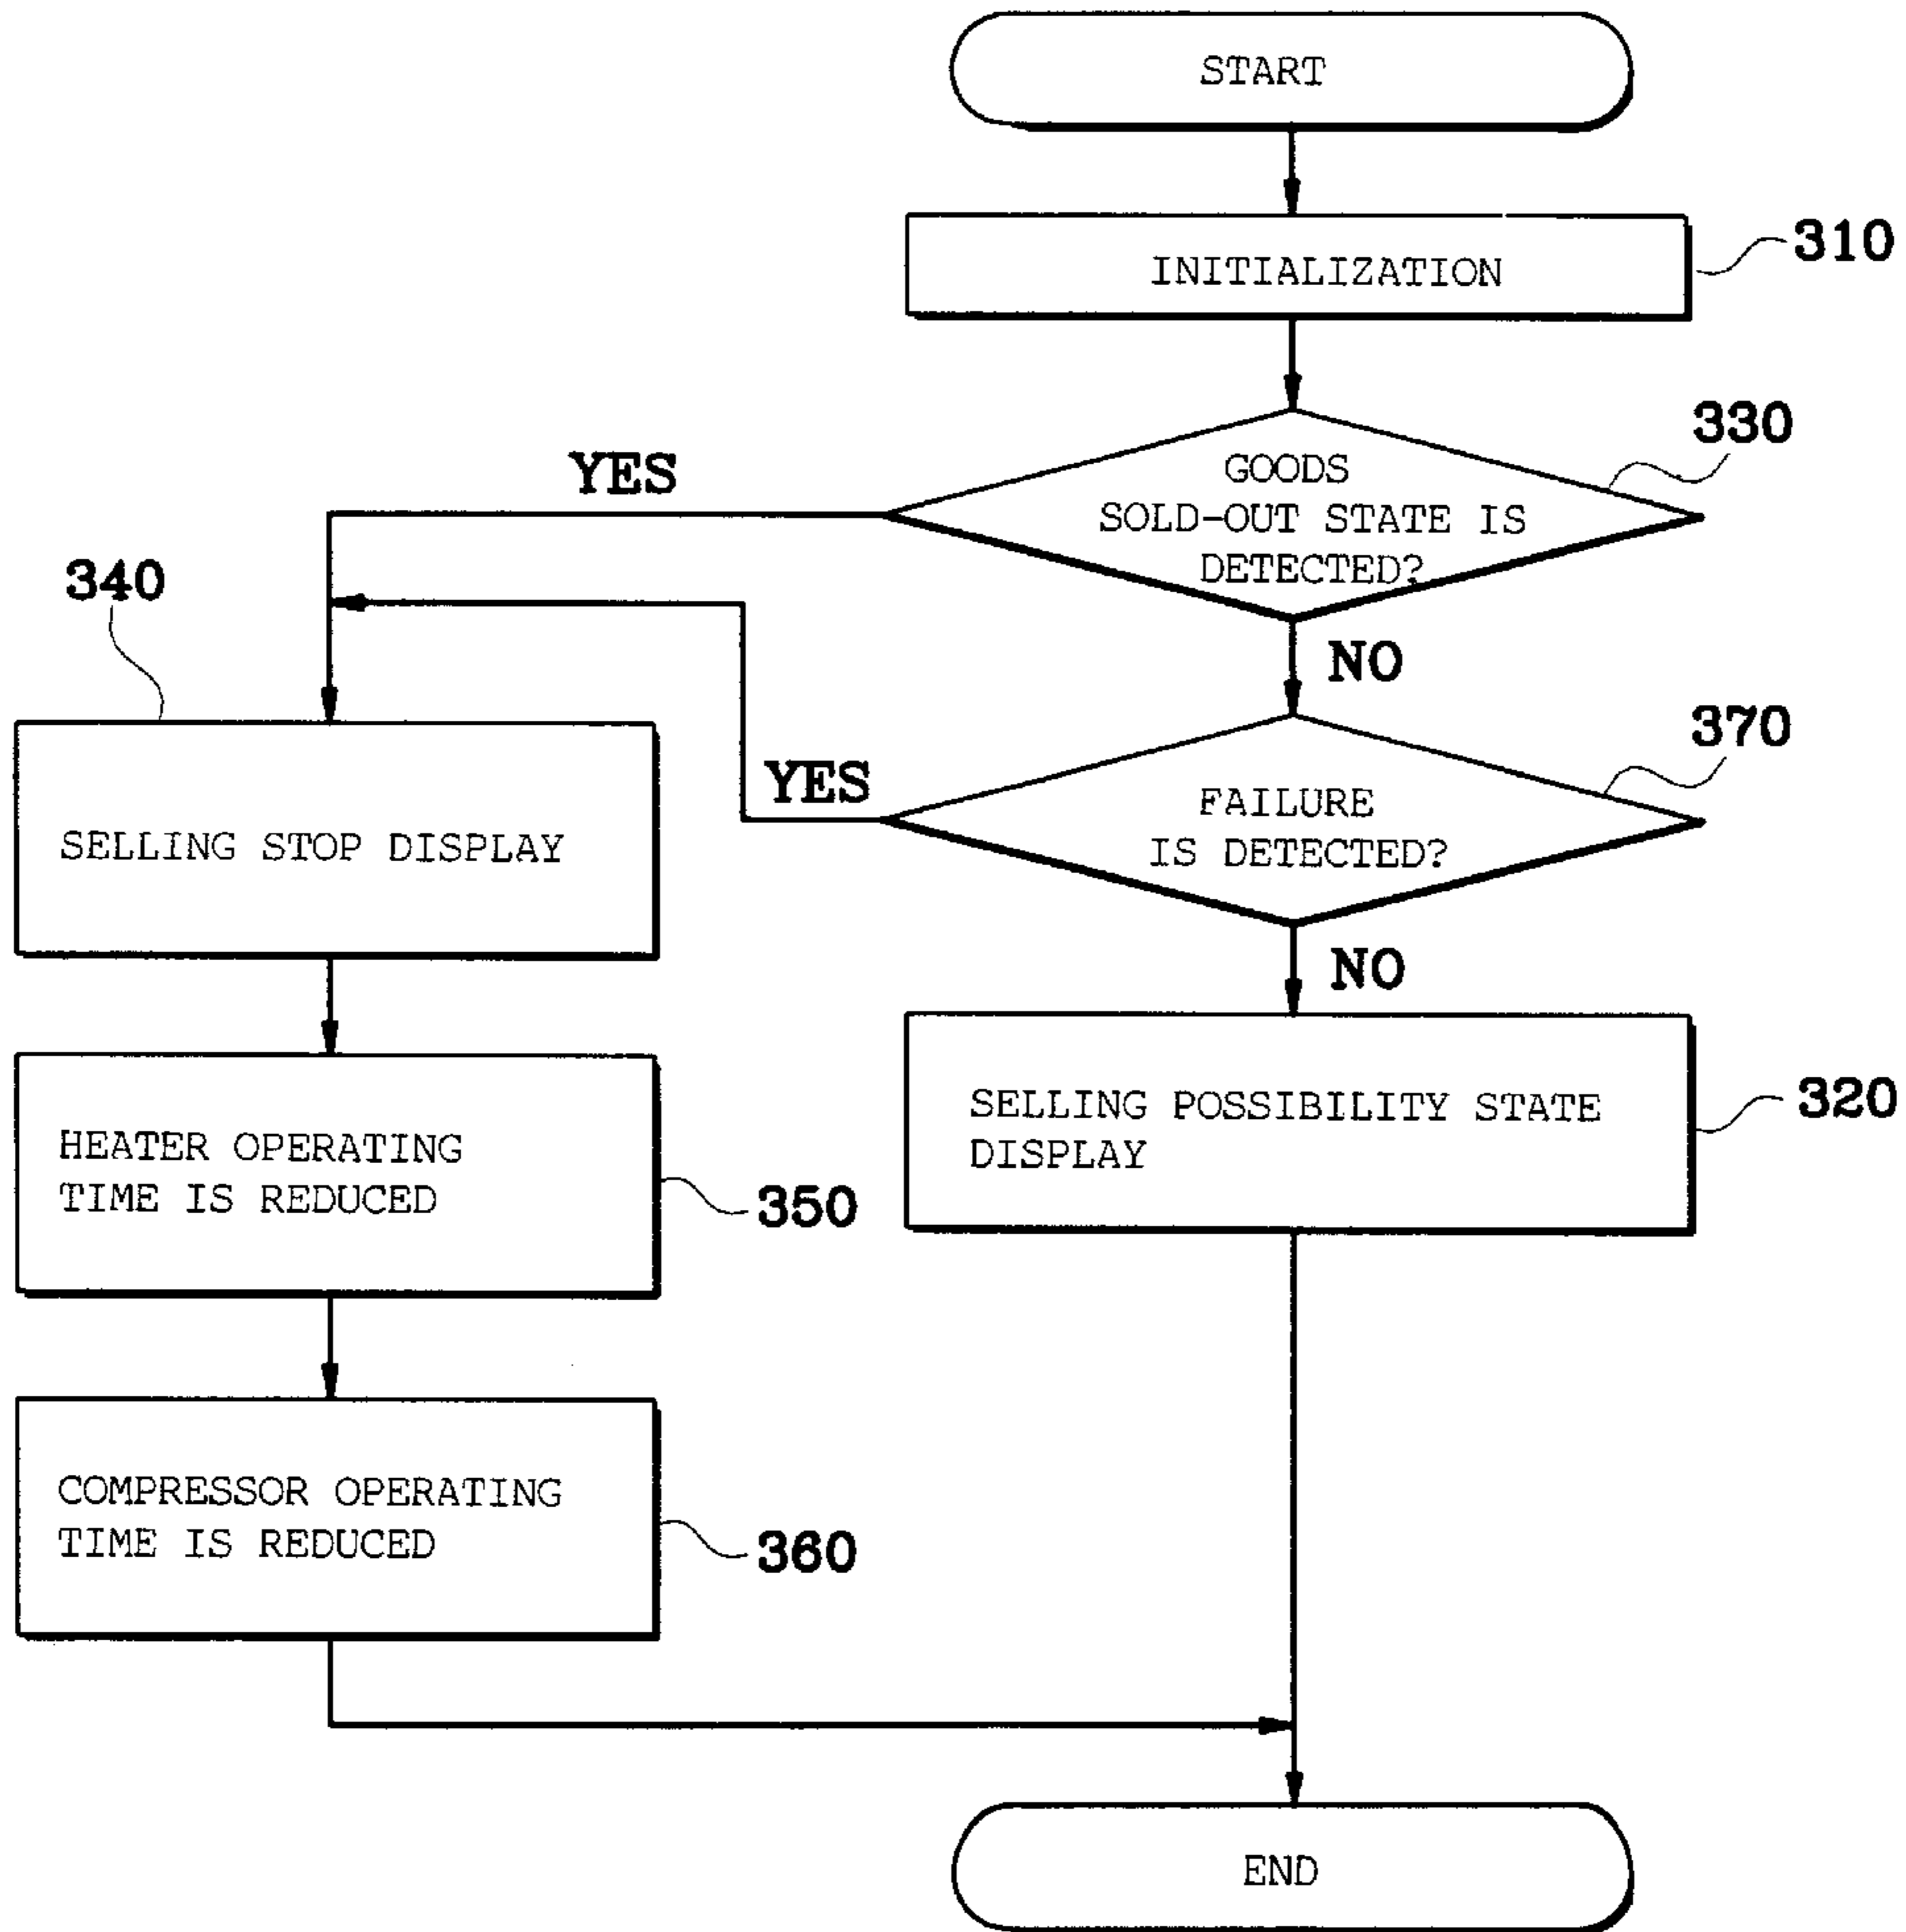 START
INITIALIZATION
310
330
GOODS
SOLD-OUT STATE IS
DETECTED?
YES
NO
340
370
FAILURE
IS DETECTED?
YES
NO
SELLING STOP DISPLAY
SELLING POSSIBILITY STATE
DISPLAY
320
HEATER OPERATING
TIME IS REDUCED
350
COMPRESSOR OPERATING
TIME IS REDUCED
360
END